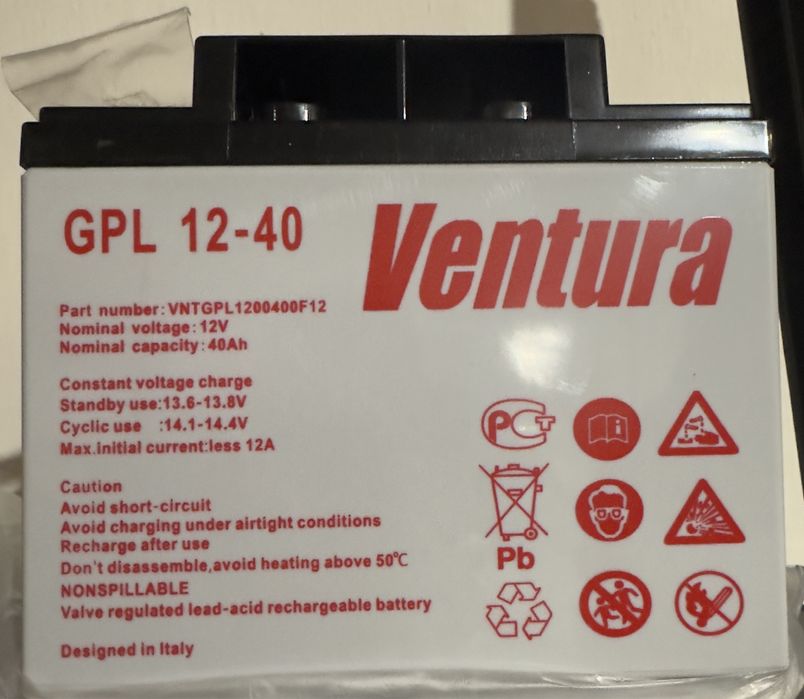 GPL 12-40
Ventura
Part number: VNTGPL1200400F12
Nominal voltage: 12V
Nominal capacity: 40Ah
Constant voltage charge
Standby use:13.6-13.8V
Cyclic use :14.1-14.4V
Max.initial current:less 12A
Caution
Avoid short-circuit
Avoid charging under airtight conditions
Recharge after use
Don't disassemble,avoid heating above 50℃
NONSPILLABLE
Valve regulated lead-acid rechargeable battery
Designed in Italy
РСТ
Pb